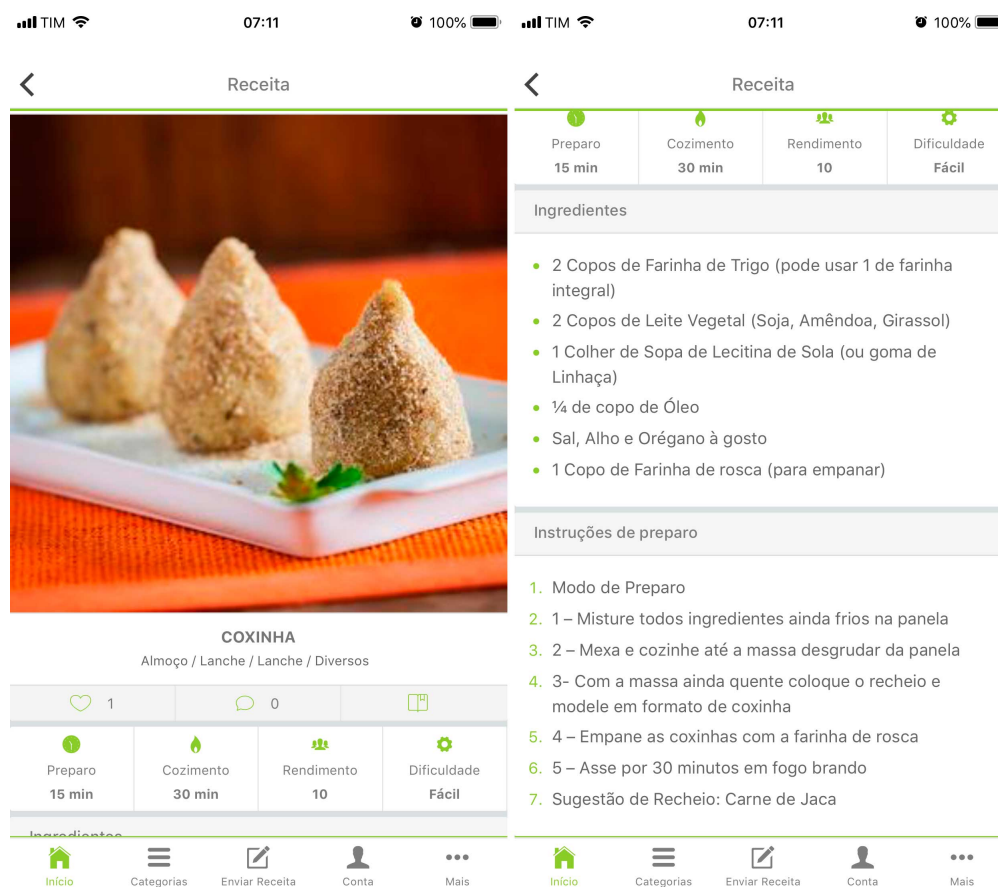 TIM 07:11 100%
Receita
COXINHA
Almoço / Lanche / Lanche / Diversos
1 0
Preparo Cozimento Rendimento Dificuldade
15 min 30 min 10 Fácil
Ingredientes
Início Categorias Enviar Receita Conta Mais
TIM 07:11 100%
Receita
Preparo Cozimento Rendimento Dificuldade
15 min 30 min 10 Fácil
Ingredientes
• 2 Copos de Farinha de Trigo (pode usar 1 de farinha
integral)
• 2 Copos de Leite Vegetal (Soja, Amêndoa, Girassol)
• 1 Colher de Sopa de Lecitina de Sola (ou goma de
Linhaça)
• ¼ de copo de Óleo
• Sal, Alho e Orégano à gosto
• 1 Copo de Farinha de rosca (para empanar)
Instruções de preparo
1. Modo de Preparo
2. 1 – Misture todos ingredientes ainda frios na panela
3. 2 – Mexa e cozinhe até a massa desgrudar da panela
4. 3- Com a massa ainda quente coloque o recheio e
modele em formato de coxinha
5. 4 – Empane as coxinhas com a farinha de rosca
6. 5 – Asse por 30 minutos em fogo brando
7. Sugestão de Recheio: Carne de Jaca
Início Categorias Enviar Receita Conta Mais